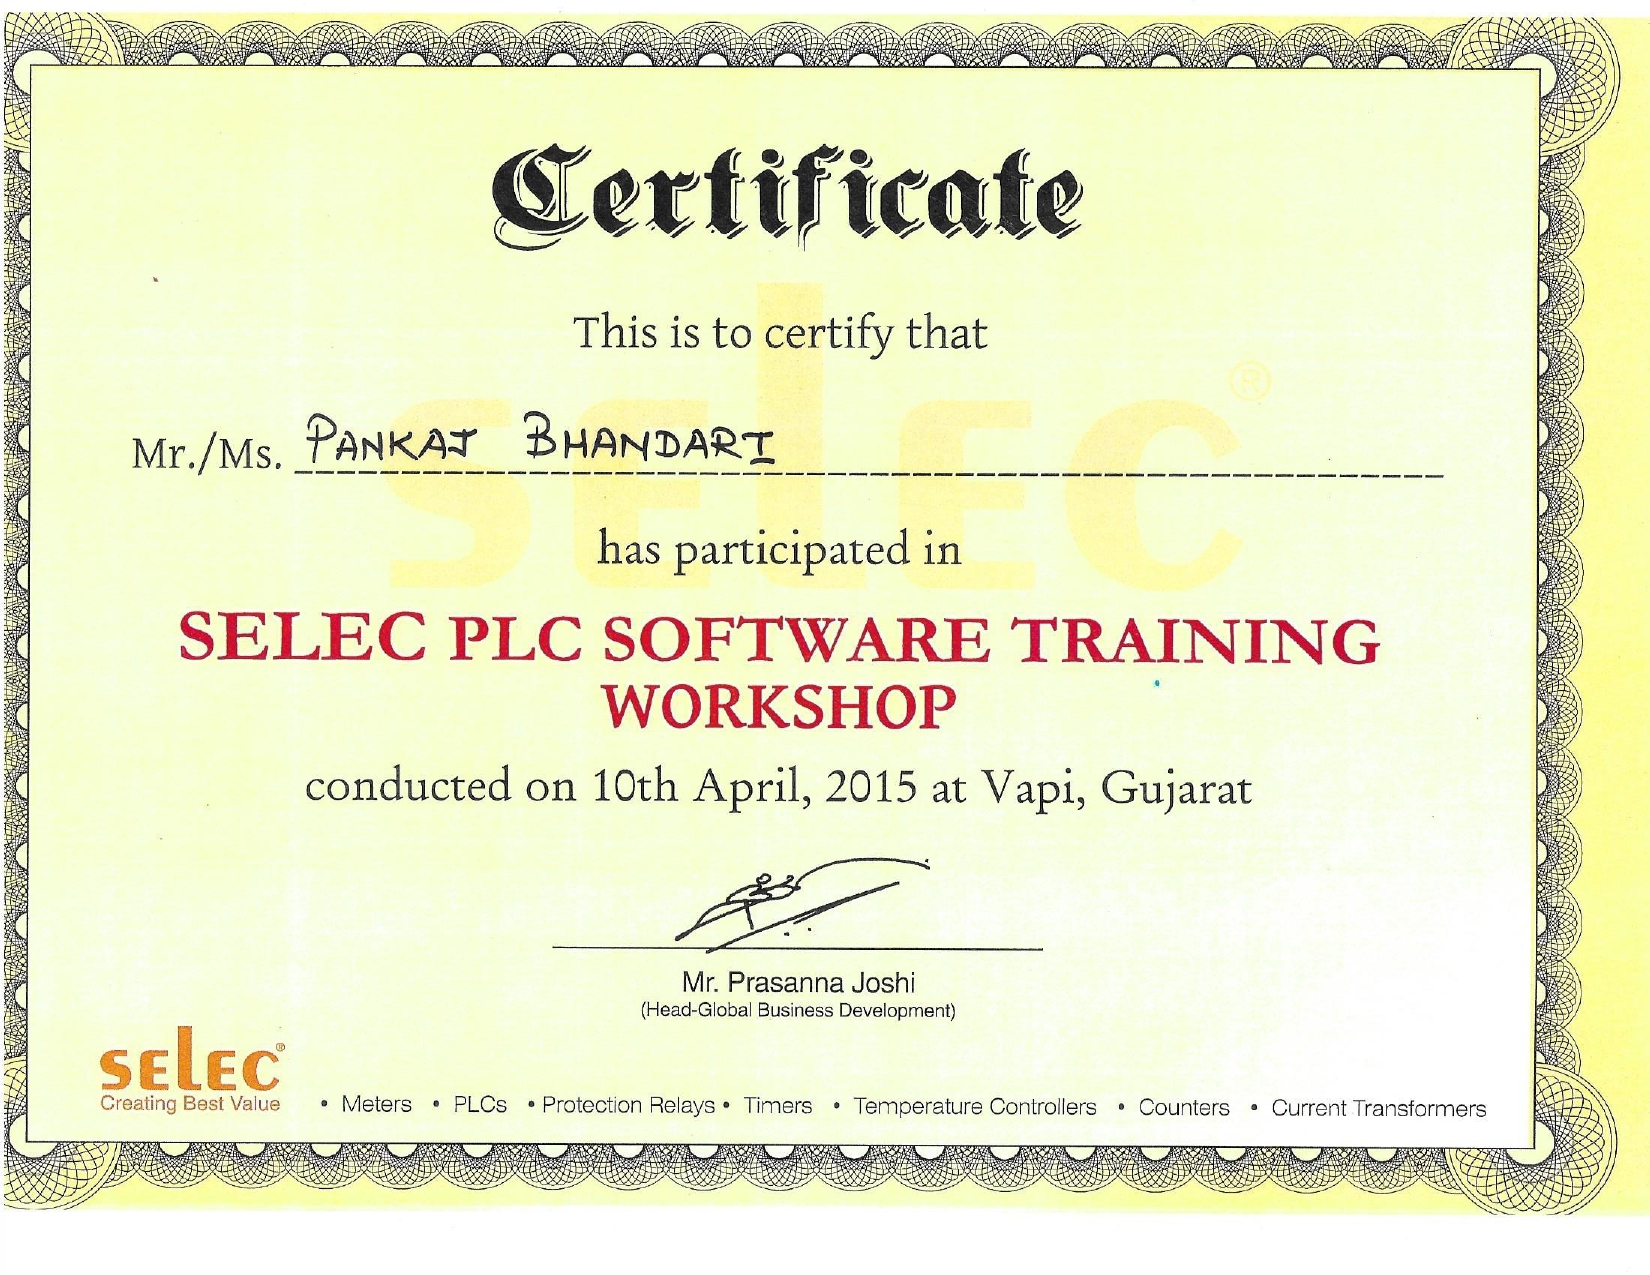 Certificate
This is to certify that
Mr./Ms. PANKAJ BHANDARI
has participated in
SELEC PLC SOFTWARE TRAINING
WORKSHOP
conducted on 10th April, 2015 at Vapi, Gujarat
Mr. Prasanna Joshi
(Head-Global Business Development)
SELEC®
Creating Best Value
• Meters • PLCs • Protection Relays • Timers • Temperature Controllers • Counters • Current Transformers